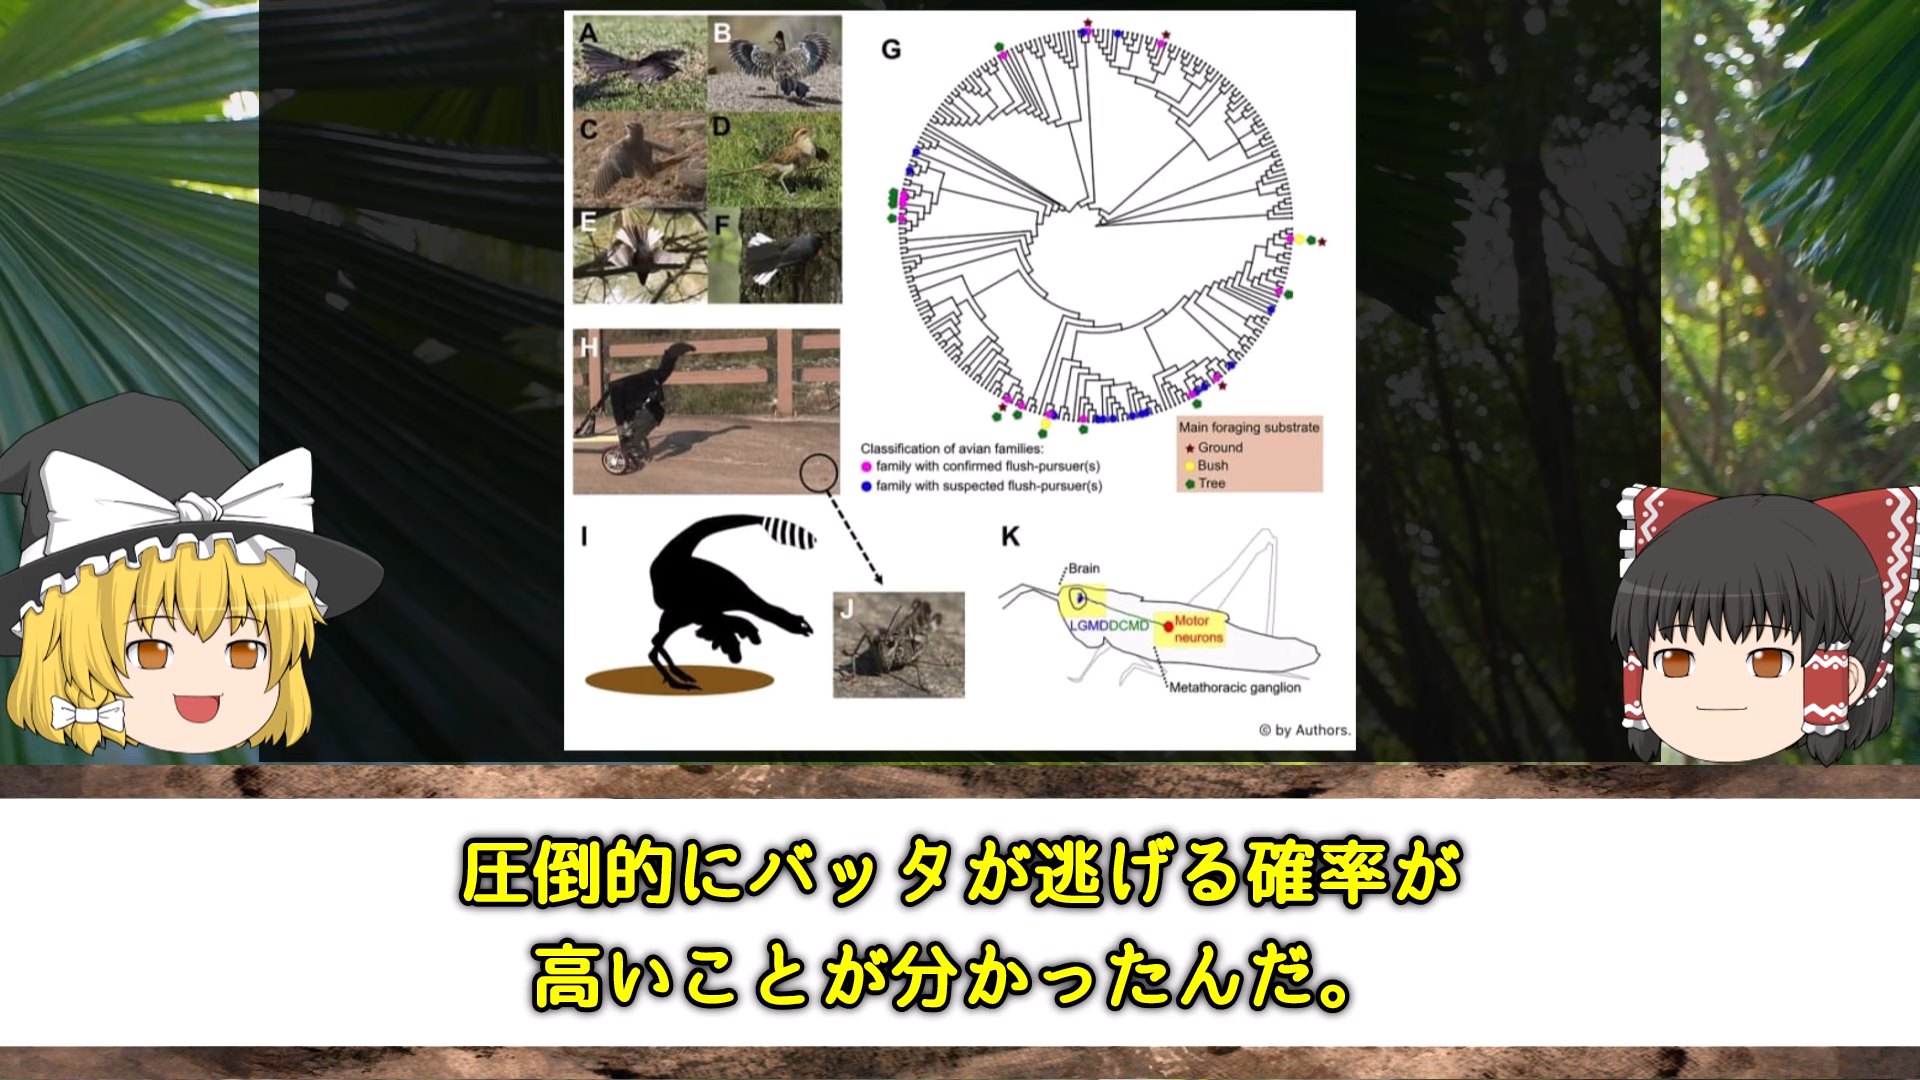 A
B
C
D
E
F
G
H
Classification of avian families:
family with confirmed flush-pursuer(s)
family with suspected flush-pursuer(s)
Main foraging substrate
Ground
Bush
Tree
I
J
K
Brain
LGMDDCMD
Motor
neurons
Metathoracic ganglion
© by Authors.
圧倒的にバッタが逃げる確率が
高いことが分かったんだ。